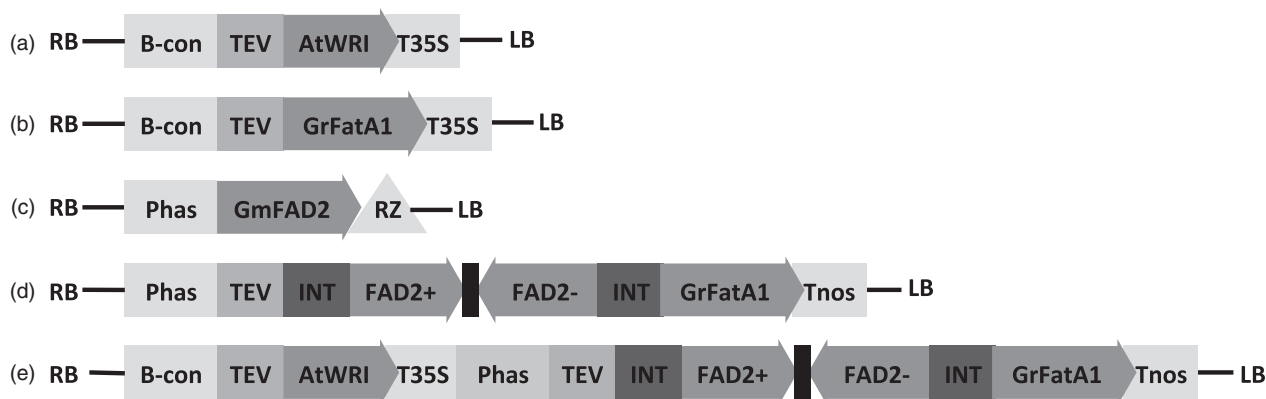 (a) RB B-con TEV AtWRI T35S LB
(b) RB B-con TEV GrFatA1 T35S LB
(c) RB Phas GmFAD2 RZ LB
(d) RB Phas TEV INT FAD2+ FAD2- INT GrFatA1 Tnos LB
(e) RB B-con TEV AtWRI T35S Phas TEV INT FAD2+ FAD2- INT GrFatA1 Tnos LB